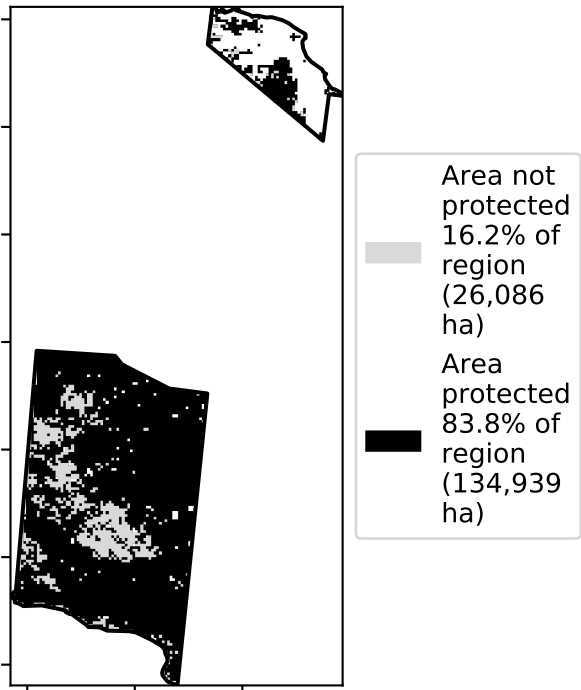 Area not
protected
16.2% of
region
(26,086
ha)
Area
protected
83.8% of
region
(134,939
ha)